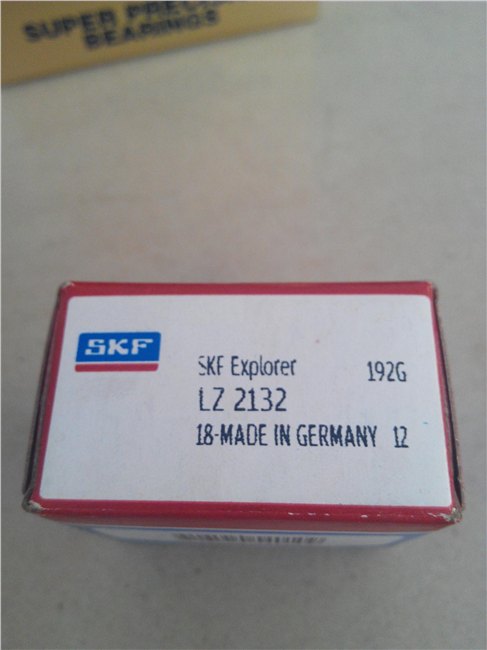 SUPER PRECISION
BEARINGS
SKF
SKF Explorer 192G
LZ 2132
18-MADE IN GERMANY 12